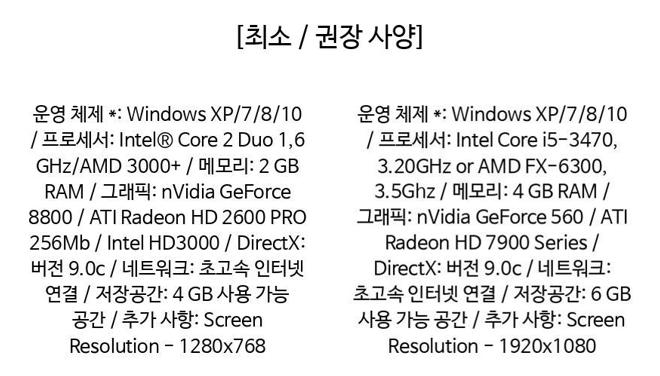 [최소 / 권장 사양]
운영 체제 *: Windows XP/7/8/10
/ 프로세서: Intel® Core 2 Duo 1,6
GHz/AMD 3000+ / 메모리: 2 GB
RAM / 그래픽: nVidia GeForce
8800 / ATI Radeon HD 2600 PRO
256Mb / Intel HD3000 / DirectX:
버전 9.0c / 네트워크: 초고속 인터넷
연결 / 저장공간: 4 GB 사용 가능
공간 / 추가 사항: Screen
Resolution - 1280x768
운영 체제 *: Windows XP/7/8/10
/ 프로세서: Intel Core i5-3470,
3.20GHz or AMD FX-6300,
3.5Ghz / 메모리: 4 GB RAM /
그래픽: nVidia GeForce 560 / ATI
Radeon HD 7900 Series /
DirectX: 버전 9.0c / 네트워크:
초고속 인터넷 연결 / 저장공간: 6 GB
사용 가능 공간 / 추가 사항: Screen
Resolution - 1920x1080